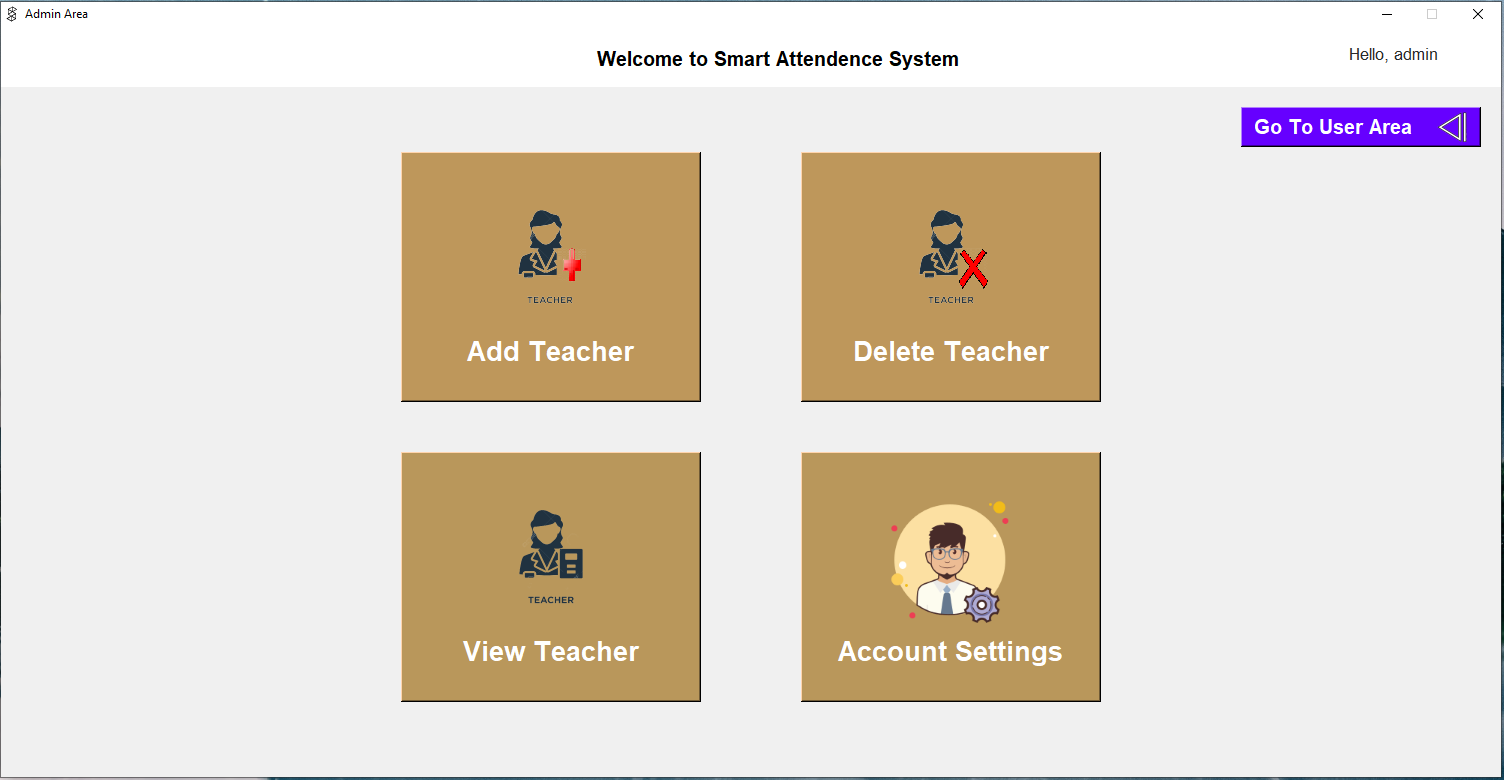 Admin Area
Welcome to Smart Attendence System
Hello, admin
Go To User Area
TEACHER
Add Teacher
TEACHER
Delete Teacher
TEACHER
View Teacher
Account Settings